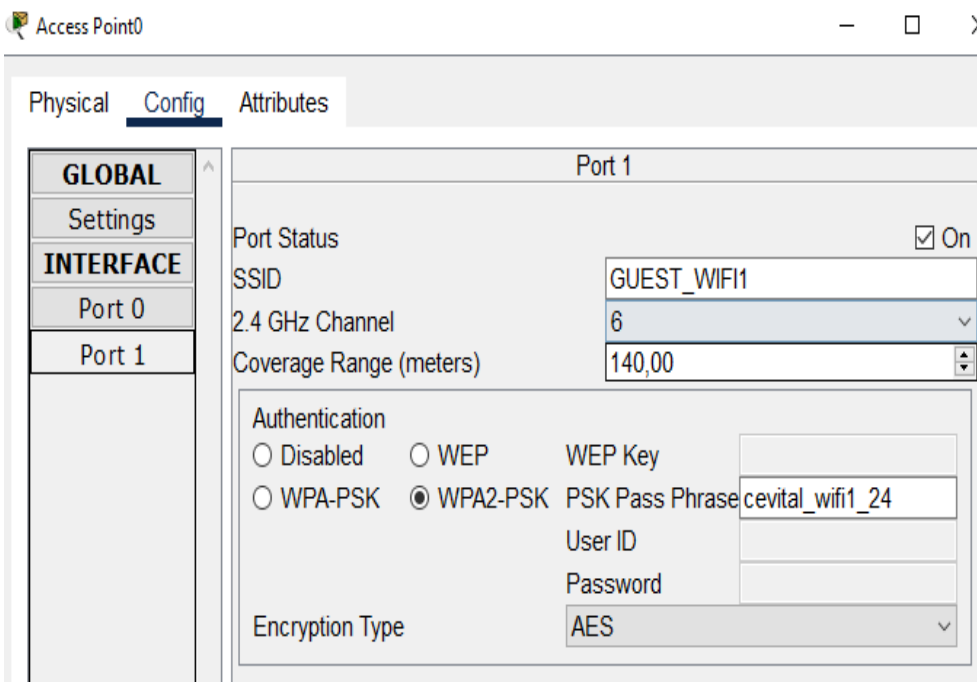 Access Point0
Physical Config Attributes
GLOBAL
Settings
INTERFACE
Port 0
Port 1
Port 1
Port Status On
SSID GUEST_WIFI1
2.4 GHz Channel 6
Coverage Range (meters) 140,00
Authentication
Disabled WEP WEP Key
WPA-PSK WPA2-PSK PSK Pass Phrase cevital_wifi1_24
User ID
Password
Encryption Type AES